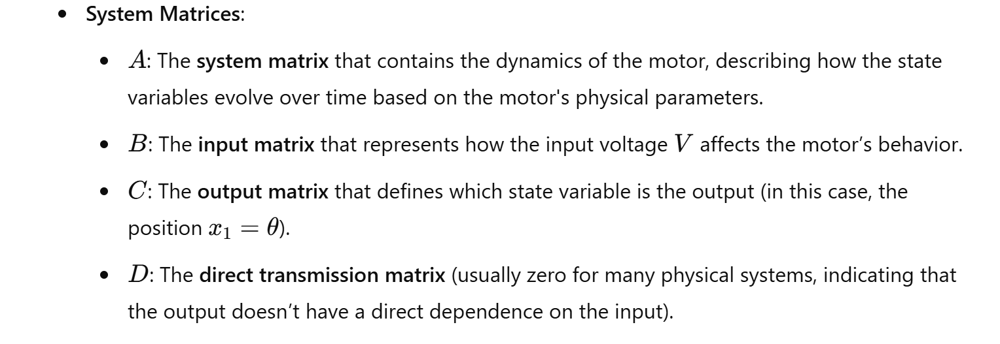 • System Matrices:
• A: The system matrix that contains the dynamics of the motor, describing how the state
variables evolve over time based on the motor's physical parameters.
• B: The input matrix that represents how the input voltage V affects the motor’s behavior.
• C: The output matrix that defines which state variable is the output (in this case, the
position x₁ = θ).
• D: The direct transmission matrix (usually zero for many physical systems, indicating that
the output doesn’t have a direct dependence on the input).